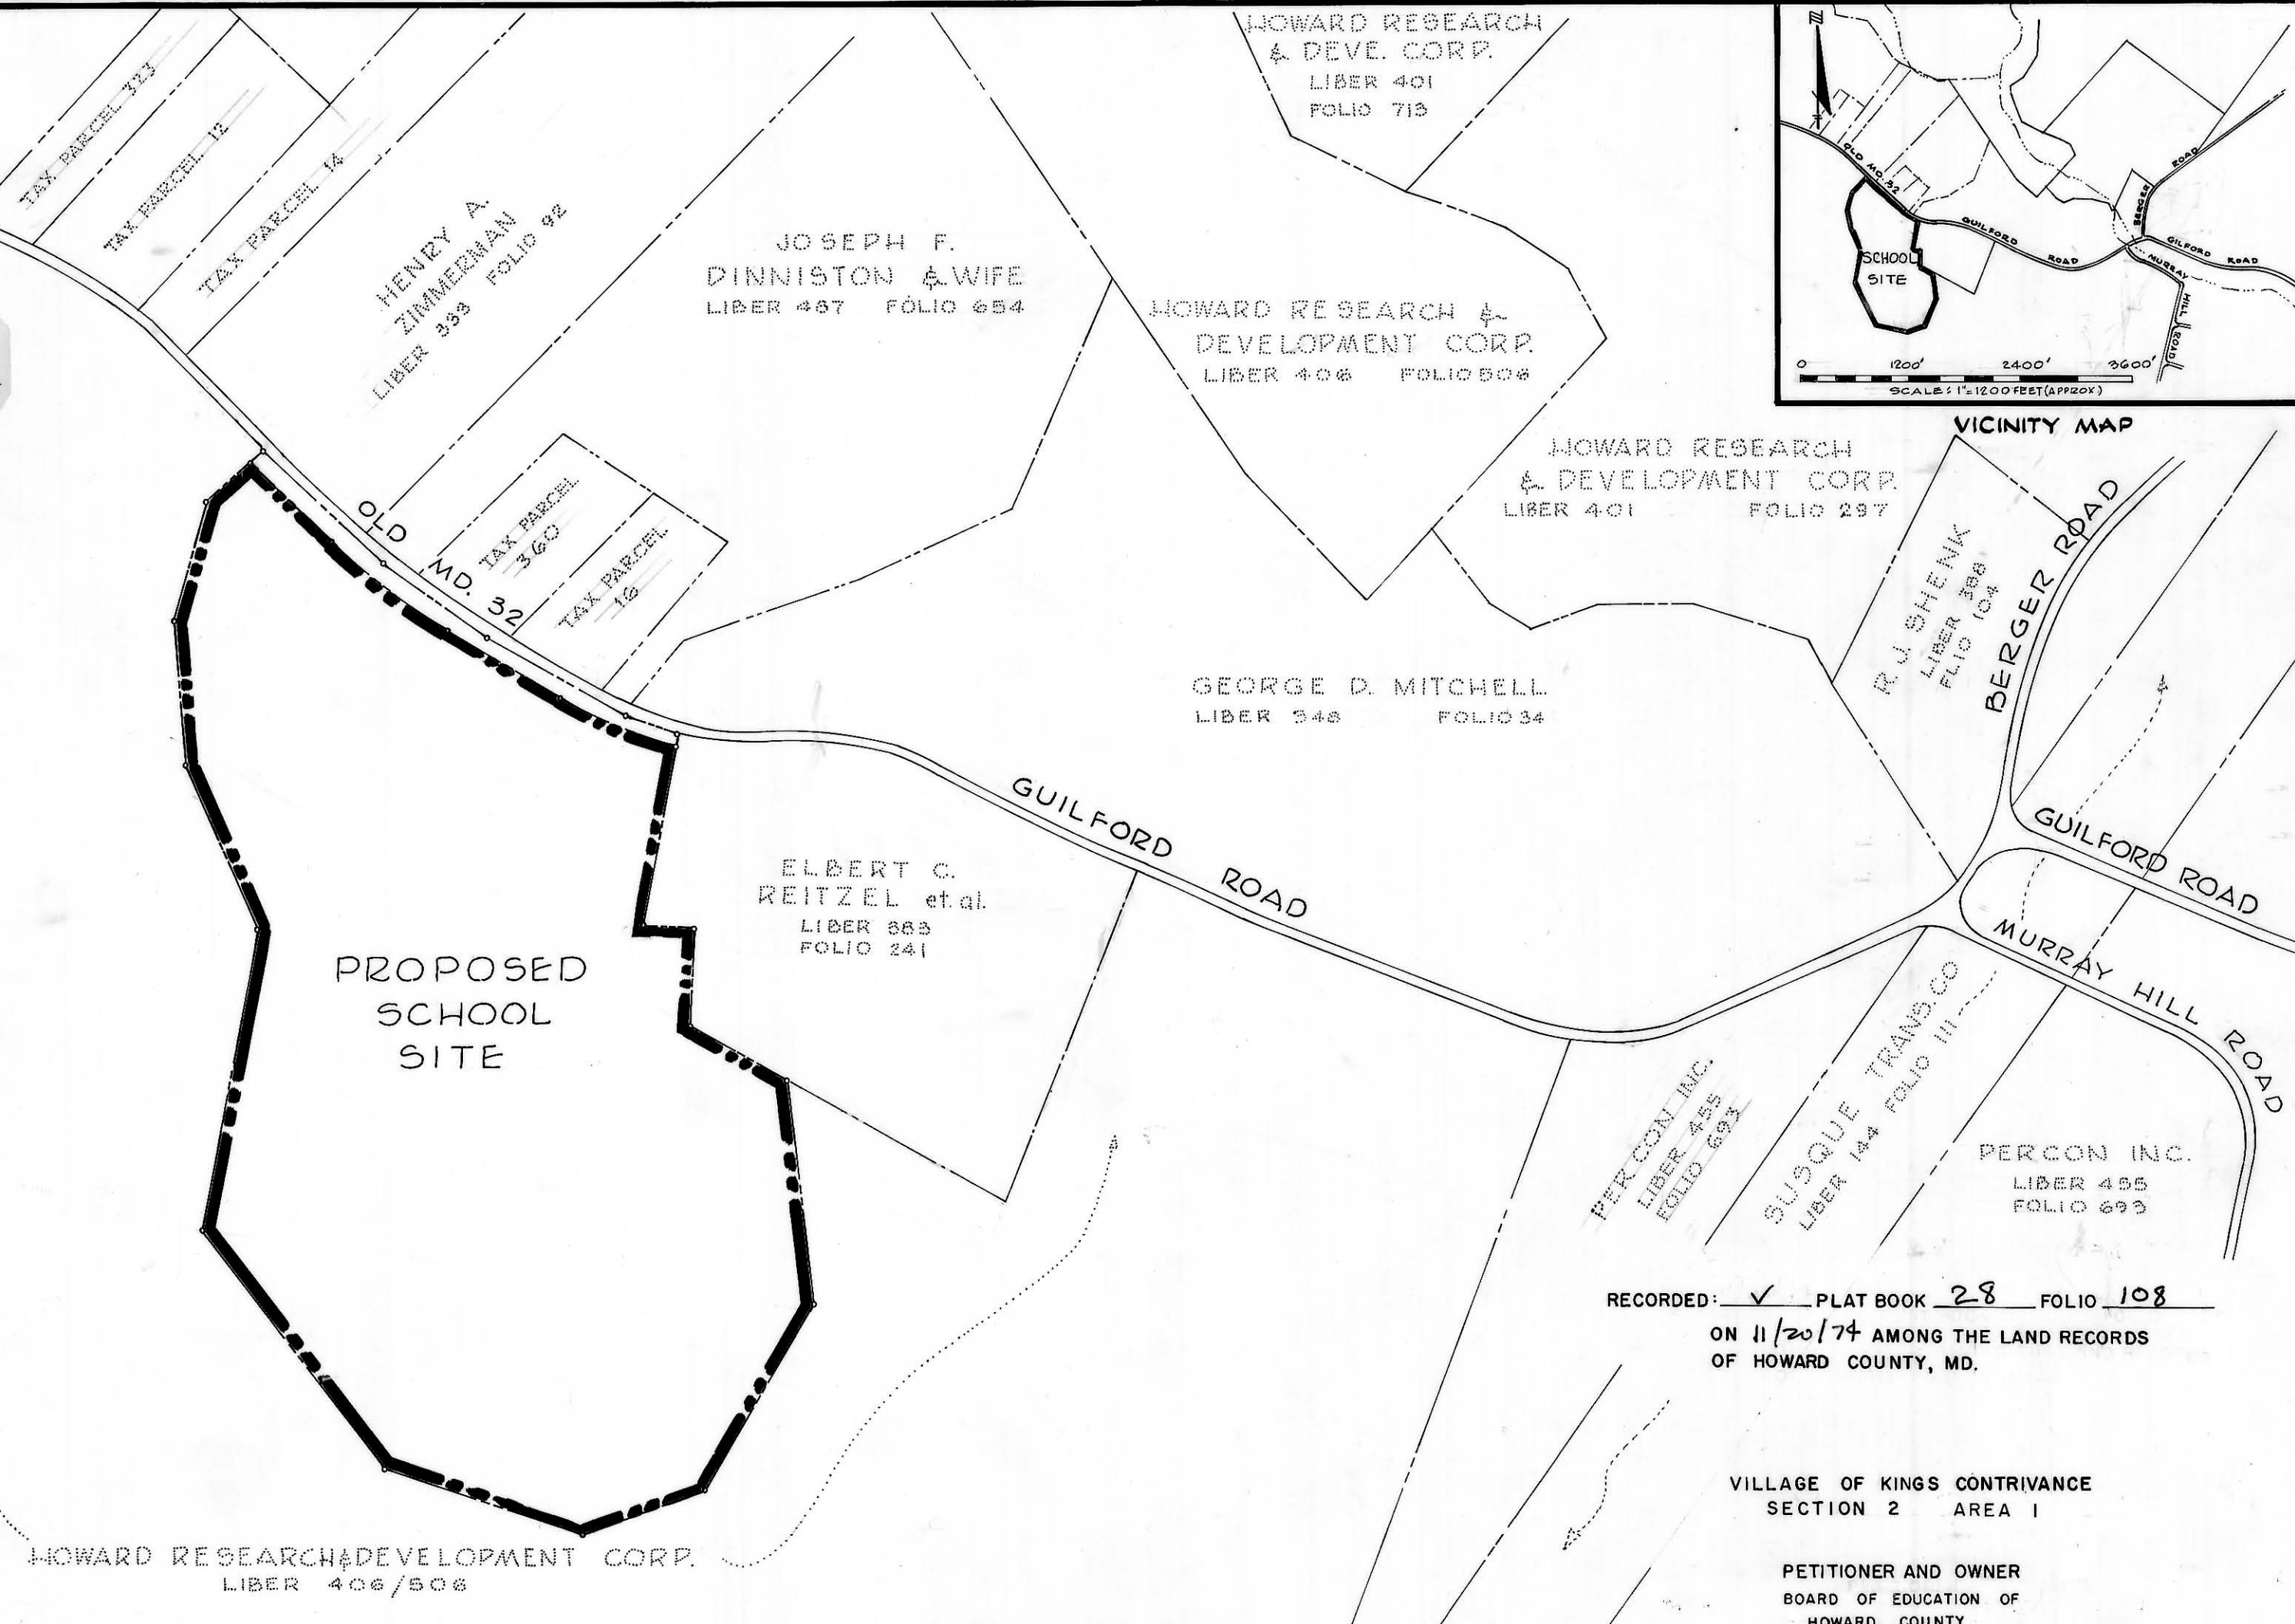 HOWARD RESEARCH
& DEVE. CORP.
LIBER 401
FOLIO 713
TAX PARCEL 323
TAX PARCEL 12
TAX PARCEL 14
HENRY A.
ZIMMERMAN
LIBER 333 FOLIO 92
JOSEPH F.
DINNISTON & WIFE
LIBER 487 FOLIO 654
HOWARD RESEARCH &
DEVELOPMENT CORP.
LIBER 406 FOLIO 506
HOWARD RESEARCH
& DEVELOPMENT CORP.
LIBER 401 FOLIO 297
N
OLD MD. 32
GUILFORD
ROAD
BERGER
ROAD
GILFORD
ROAD
MURRAY
HILL
ROAD
SCHOOL
SITE
0 1200' 2400' 3600'
SCALE: 1"=1200 FEET (APPROX.)
VICINITY MAP
OLD MD. 32
TAX PARCEL
360
TAX PARCEL
16
R. J. SHENK
LIBER 388
FLIO 104
BERGER ROAD
GEORGE D. MITCHELL
LIBER 348 FOLIO 34
GUILFORD ROAD
GUILFORD ROAD
MURRAY HILL ROAD
ELBERT C.
REITZEL et. al.
LIBER 383
FOLIO 241
PROPOSED
SCHOOL
SITE
PERCON INC.
LIBER 455
FOLIO 693
SUSQUE TRANS.CO
LIBER 144 FOLIO 111
PERCON INC.
LIBER 455
FOLIO 693
RECORDED: ✓ PLAT BOOK 28 FOLIO 108
ON 11/20/74 AMONG THE LAND RECORDS
OF HOWARD COUNTY, MD.
VILLAGE OF KINGS CONTRIVANCE
SECTION 2 AREA 1
HOWARD RESEARCH & DEVELOPMENT CORP.
LIBER 406/506
PETITIONER AND OWNER
BOARD OF EDUCATION OF
HOWARD COUNTY